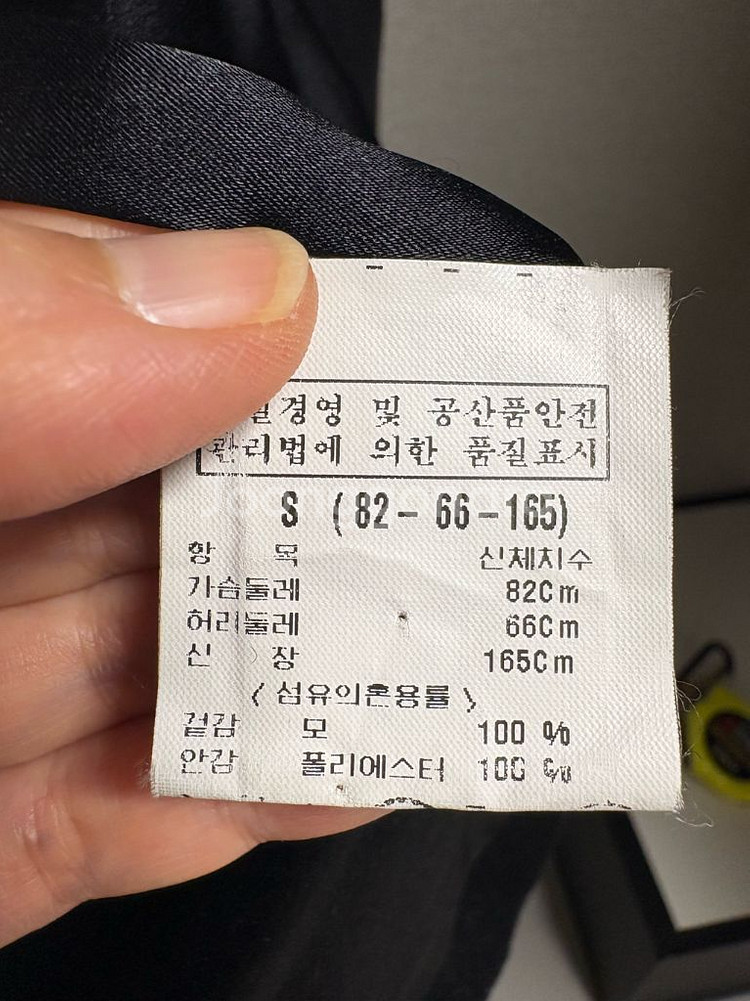 경영 및 공산품안전
관리법에 의한 품질표시
S (82-66-165)
항 목 신체치수
가슴둘레 82Cm
허리둘레 66Cm
신 장 165Cm
〈섬유의혼용률〉
겉감 모 100 %
안감 폴리에스터 100 %